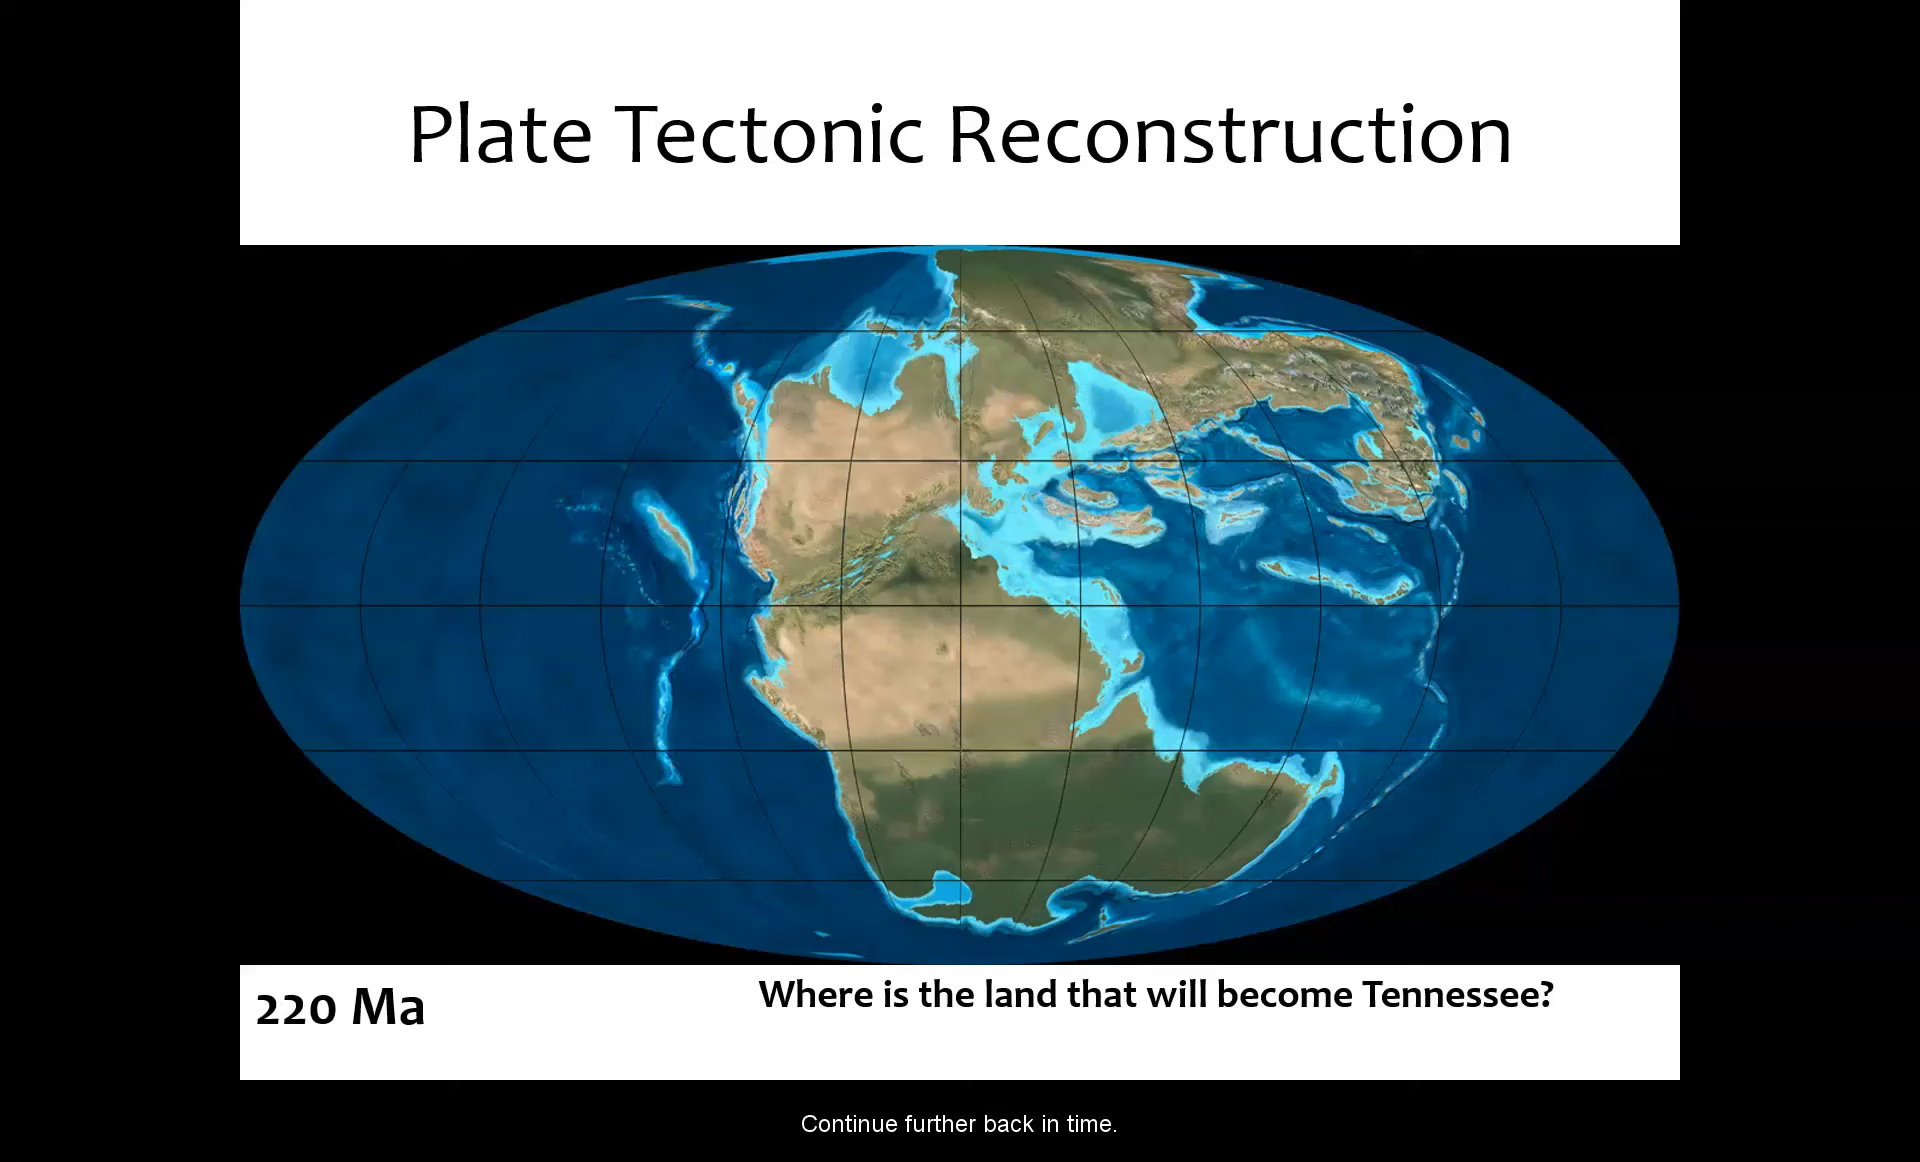 Plate Tectonic Reconstruction
220 Ma
Where is the land that will become Tennessee?
Continue further back in time.